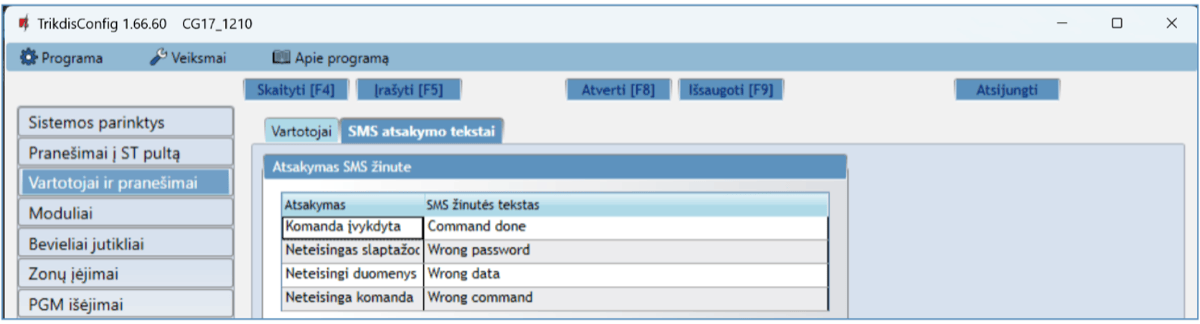 TrikdisConfig 1.66.60 CG17_1210
Programa Veiksmai Apie programą
Skaityti [F4] Įrašyti [F5] Atverti [F8] Išsaugoti [F9] Atsijungti
Sistemos parinktys
Pranešimai į ST pultą
Vartotojai ir pranešimai
Moduliai
Bevieliai jutikliai
Zonų įėjimai
PGM išėjimai
Vartotojai SMS atsakymo tekstai
Atsakymas SMS žinute
Atsakymas SMS žinutės tekstas
Komanda įvykdyta Command done
Neteisingas slaptažoc Wrong password
Neteisingi duomenys Wrong data
Neteisinga komanda Wrong command